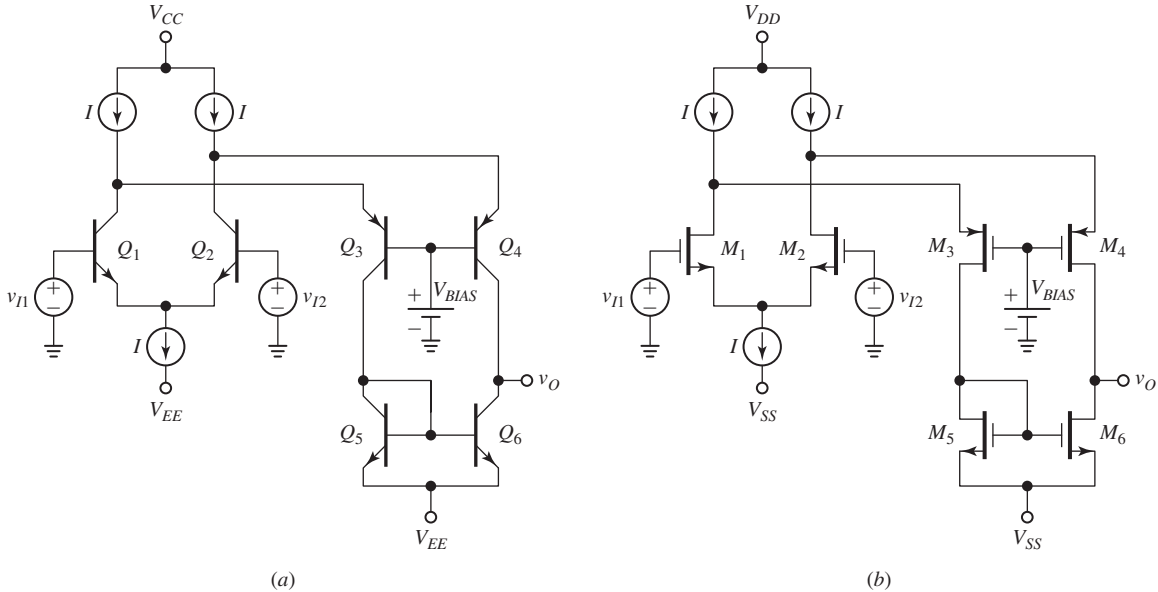 V_CC
I
I
Q_1
Q_2
Q_3
Q_4
v_I1
+
−
+
−
v_I2
V_BIAS
+
−
I
V_EE
v_O
Q_5
Q_6
V_EE
(a)
V_DD
I
I
M_1
M_2
M_3
M_4
v_I1
+
−
+
−
v_I2
V_BIAS
+
−
I
V_SS
v_O
M_5
M_6
V_SS
(b)